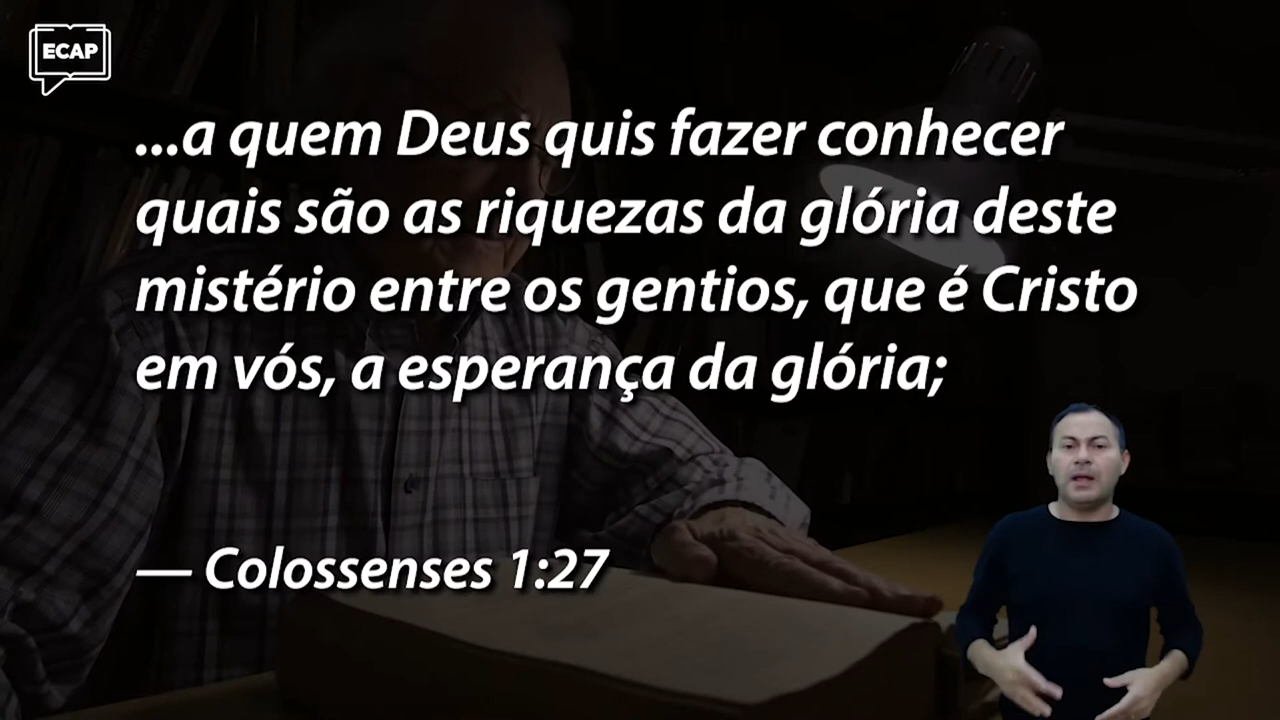 ECAP
...a quem Deus quis fazer conhecer
quais são as riquezas da glória deste
mistério entre os gentios, que é Cristo
em vós, a esperança da glória;
— Colossenses 1:27